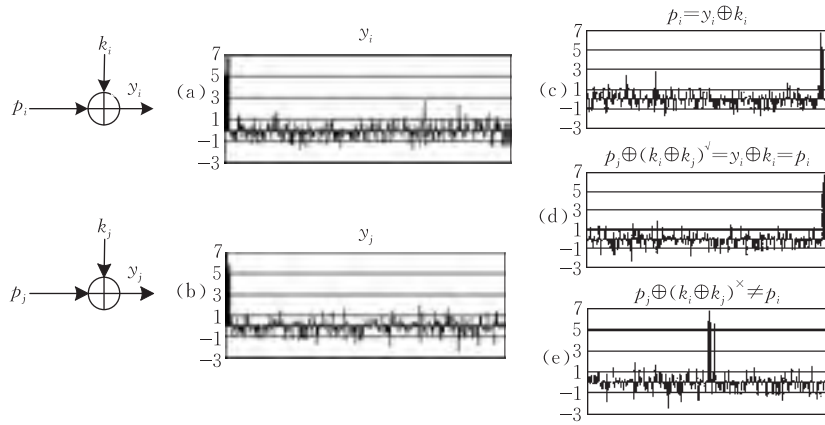 k_i
p_i
y_i
(a)
y_i
7
5
3
1
-1
-3
k_j
p_j
y_j
(b)
y_j
7
5
3
1
-1
-3
p_i=y_i⊕k_i
(c)
7
5
3
1
-1
-3
p_j⊕(k_i⊕k_j)^√=y_i⊕k_i=p_i
(d)
7
5
3
1
-1
-3
p_j⊕(k_i⊕k_j)^×≠p_i
(e)
7
5
3
1
-1
-3